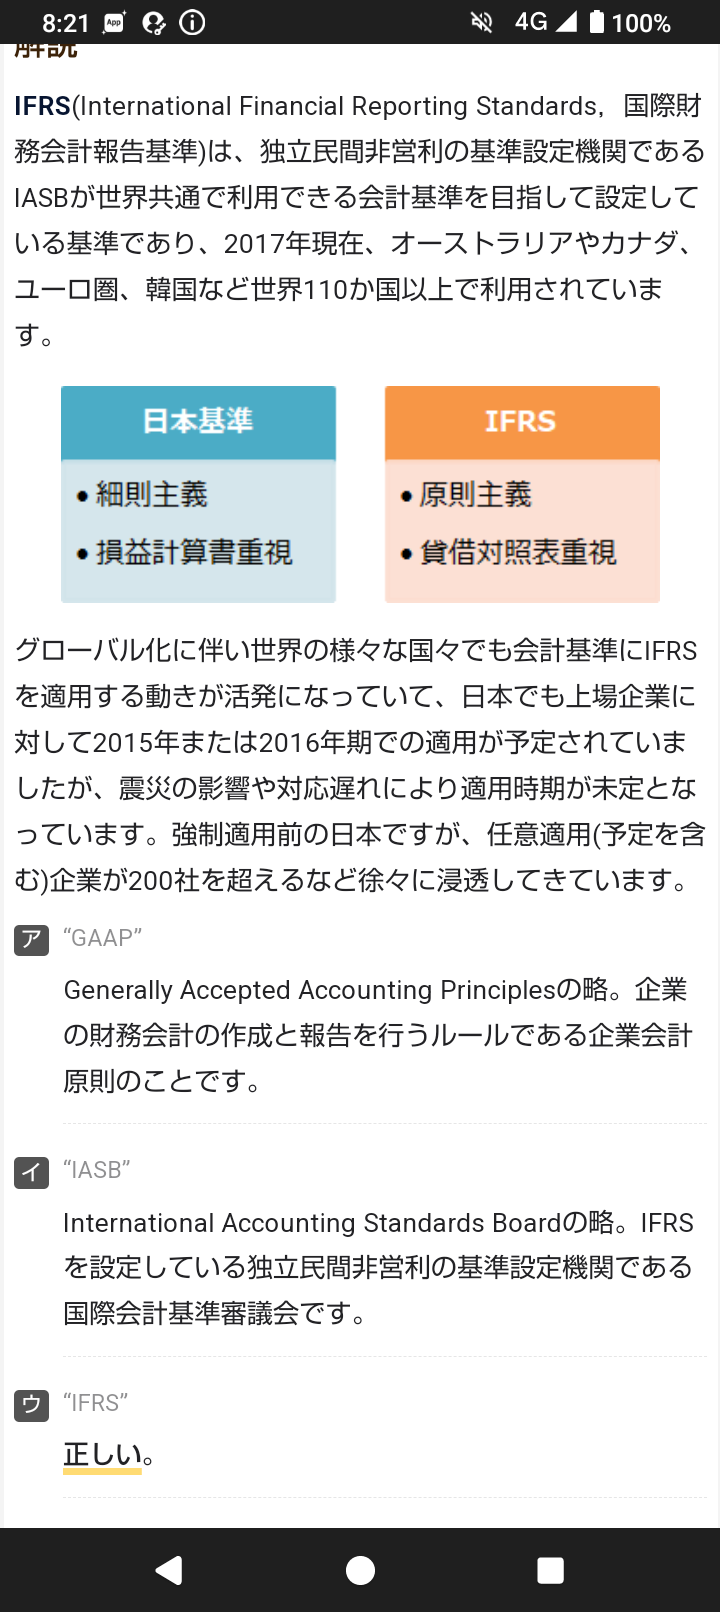 8:21 App 4G 100%
解説
IFRS(International Financial Reporting Standards，国際財
務会計報告基準)は、独立民間非営利の基準設定機関である
IASBが世界共通で利用できる会計基準を目指して設定して
いる基準であり、2017年現在、オーストラリアやカナダ、
ユーロ圏、韓国など世界110か国以上で利用されていま
す。
日本基準
• 細則主義
• 損益計算書重視
IFRS
• 原則主義
• 貸借対照表重視
グローバル化に伴い世界の様々な国々でも会計基準にIFRS
を適用する動きが活発になっていて、日本でも上場企業に
対して2015年または2016年期での適用が予定されていま
したが、震災の影響や対応遅れにより適用時期が未定とな
っています。強制適用前の日本ですが、任意適用(予定を含
む)企業が200社を超えるなど徐々に浸透してきています。
ア “GAAP”
Generally Accepted Accounting Principlesの略。企業
の財務会計の作成と報告を行うルールである企業会計
原則のことです。
イ “IASB”
International Accounting Standards Boardの略。IFRS
を設定している独立民間非営利の基準設定機関である
国際会計基準審議会です。
ウ “IFRS”
正しい。